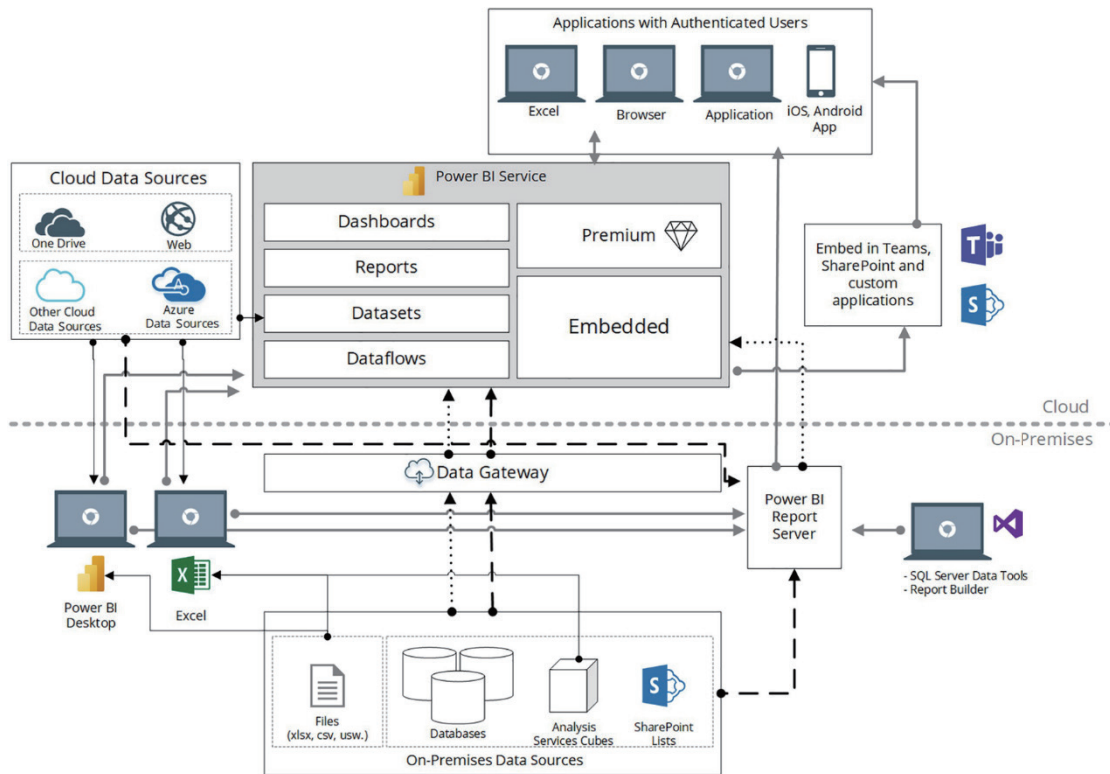 Applications with Authenticated Users
Excel
Browser
Application
iOS, Android
App
Cloud Data Sources
One Drive
Web
Other Cloud
Data Sources
Azure
Data Sources
Power BI Service
Dashboards
Reports
Datasets
Dataflows
Premium
Embedded
Embed in Teams,
SharePoint and
custom
applications
T
S
Cloud
On-Premises
Data Gateway
Power BI
Desktop
X
Excel
Power BI
Report
Server
- SQL Server Data Tools
- Report Builder
Files
(xlsx, csv, usw.)
Databases
Analysis
Services Cubes
S
SharePoint
Lists
On-Premises Data Sources